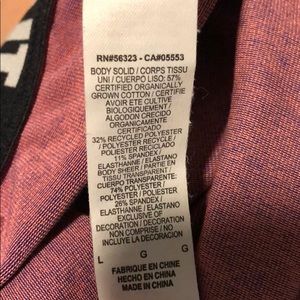 RN#56323 - CA#05553
BODY SOLID / CORPS TISSU
UNI / CUERPO LISO: 57%
CERTIFIED ORGANICALLY
GROWN COTTON / CERTIFIE
AVOIR ETE CULTIVE
BIOLOGIQUEMENT /
ALGODON CRECIDO
ORGANICAMENTE
CERTIFICADO
32% RECYCLED POLYESTER
/ POLYESTER RECYCLE /
POLIESTER RECICLADO
11% SPANDEX /
ELASTHANNE / ELASTANO
BODY SHEER / PARTIE EN
TISSU TRANSPARENT /
CUERPO TRANSPARENTE:
74% POLYESTER /
POLYESTER / POLIESTER
26% SPANDEX /
ELASTHANNE / ELASTANO
EXCLUSIVE OF
DECORATION / DECORATION
NON COMPRISE / NO
INCLUYE LA DECORACION
L G G
FABRIQUE EN CHINE
HECHO EN CHINA
MADE IN CHINA